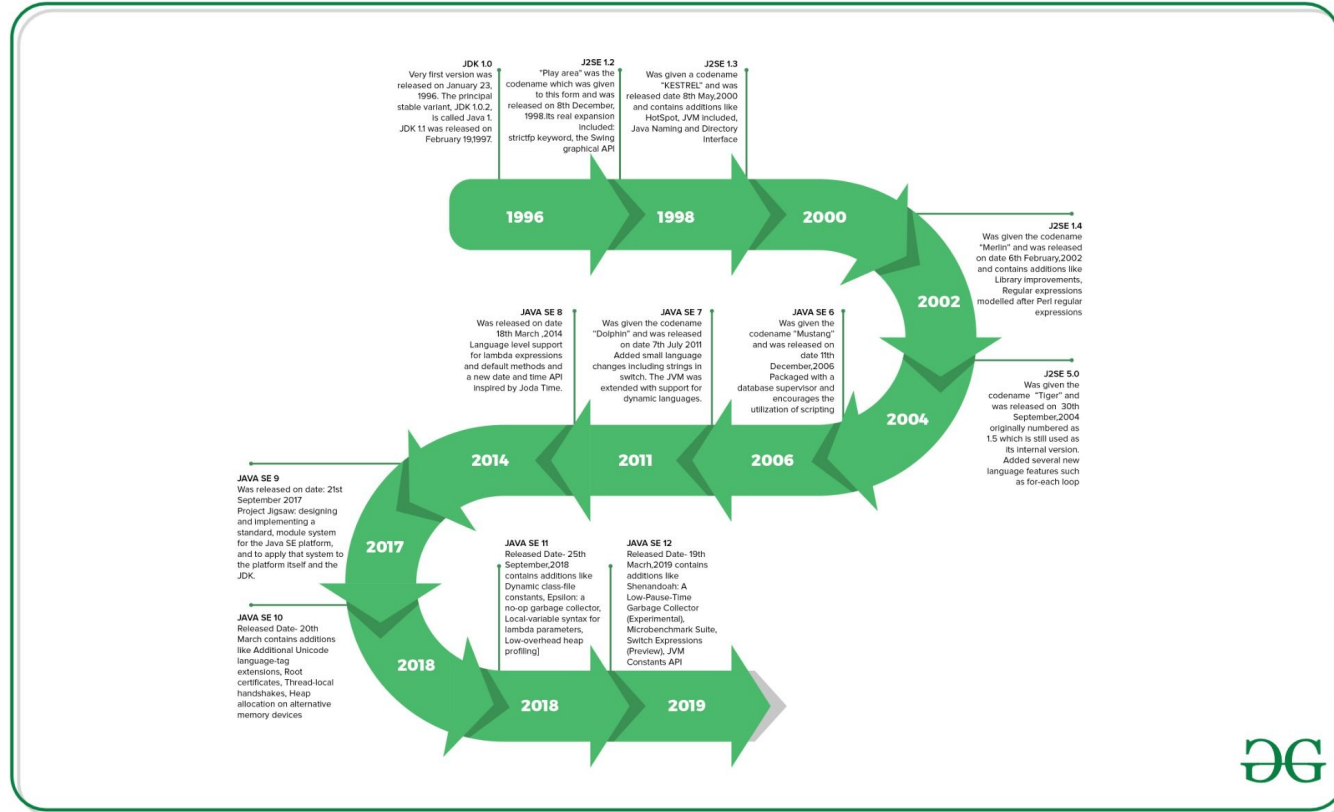 JDK 1.0
Very first version was
released on January 23,
1996. The principal
stable variant, JDK 1.0.2,
is called Java 1.
JDK 1.1 was released on
February 19,1997.
J2SE 1.2
"Play area" was the
codename which was given
to this form and was
released on 8th December,
1998.Its real expansion
included:
strictfp keyword, the Swing
graphical API
J2SE 1.3
Was given a codename
"KESTREL" and was
released date 8th May,2000
and contains additions like
HotSpot, JVM included,
Java Naming and Directory
Interface
1996
1998
2000
J2SE 1.4
Was given the codename
"Merlin" and was released
on date 6th February,2002
and contains additions like
Library improvements,
Regular expressions
modelled after Perl regular
expressions
2002
J2SE 5.0
Was given the
codename "Tiger" and
was released on 30th
September,2004
originally numbered as
1.5 which is still used as
its internal version.
Added several new
language features such
as for-each loop
2004
JAVA SE 6
Was given the
codename "Mustang"
and was released on
date 11th
December,2006
Packaged with a
database supervisor and
encourages the
utilization of scripting
2006
JAVA SE 7
Was given the codename
"Dolphin" and was released
on date 7th July 2011
Added small language
changes including strings in
switch. The JVM was
extended with support for
dynamic languages.
2011
JAVA SE 8
Was released on date
18th March ,2014
Language level support
for lambda expressions
and default methods and
a new date and time API
inspired by Joda Time.
2014
JAVA SE 9
Was released on date: 21st
September 2017
Project Jigsaw: designing
and implementing a
standard, module system
for the Java SE platform,
and to apply that system to
the platform itself and the
JDK.
2017
JAVA SE 10
Released Date- 20th
March contains additions
like Additional Unicode
language-tag
extensions, Root
certificates, Thread-local
handshakes, Heap
allocation on alternative
memory devices
2018
JAVA SE 11
Released Date- 25th
September,2018
contains additions like
Dynamic class-file
constants, Epsilon: a
no-op garbage collector,
Local-variable syntax for
lambda parameters,
Low-overhead heap
profiling]
2018
JAVA SE 12
Released Date- 19th
Macrh,2019 contains
additions like
Shenandoah: A
Low-Pause-Time
Garbage Collector
(Experimental),
Microbenchmark Suite,
Switch Expressions
(Preview), JVM
Constants API
2019